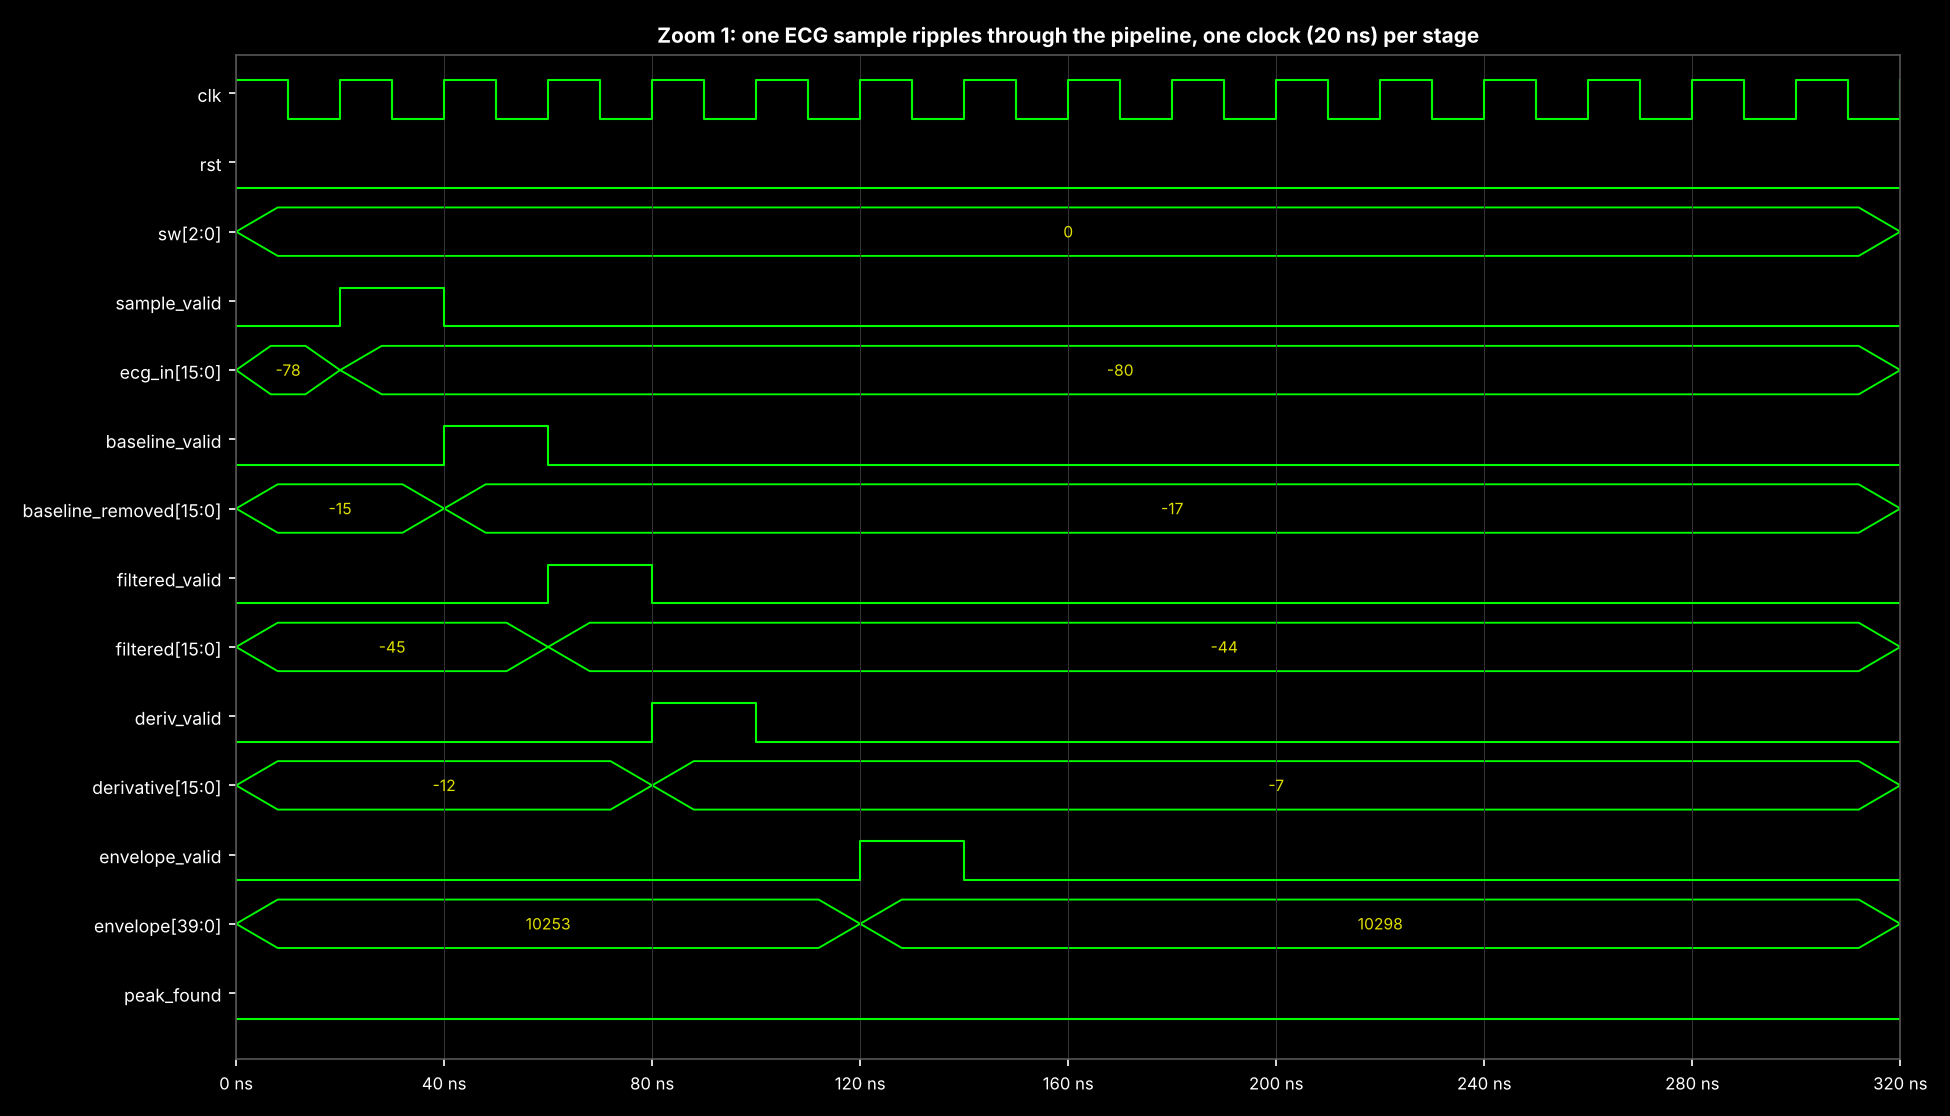 Zoom 1: one ECG sample ripples through the pipeline, one clock (20 ns) per stage
clk
rst
sw[2:0]
0
sample_valid
ecg_in[15:0]
-78
-80
baseline_valid
baseline_removed[15:0]
-15
-17
filtered_valid
filtered[15:0]
-45
-44
deriv_valid
derivative[15:0]
-12
-7
envelope_valid
envelope[39:0]
10253
10298
peak_found
0 ns
40 ns
80 ns
120 ns
160 ns
200 ns
240 ns
280 ns
320 ns